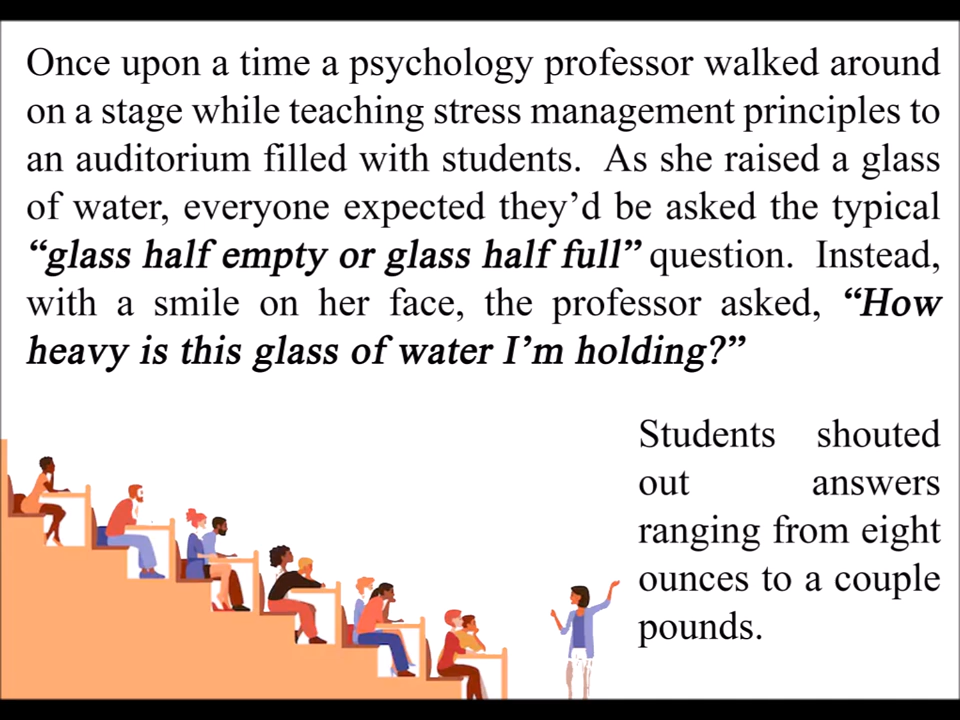 Once upon a time a psychology professor walked around
on a stage while teaching stress management principles to
an auditorium filled with students.  As she raised a glass
of water, everyone expected they’d be asked the typical
“glass half empty or glass half full” question.  Instead,
with a smile on her face, the professor asked, “How
heavy is this glass of water I’m holding?”
Students shouted
out answers
ranging from eight
ounces to a couple
pounds.